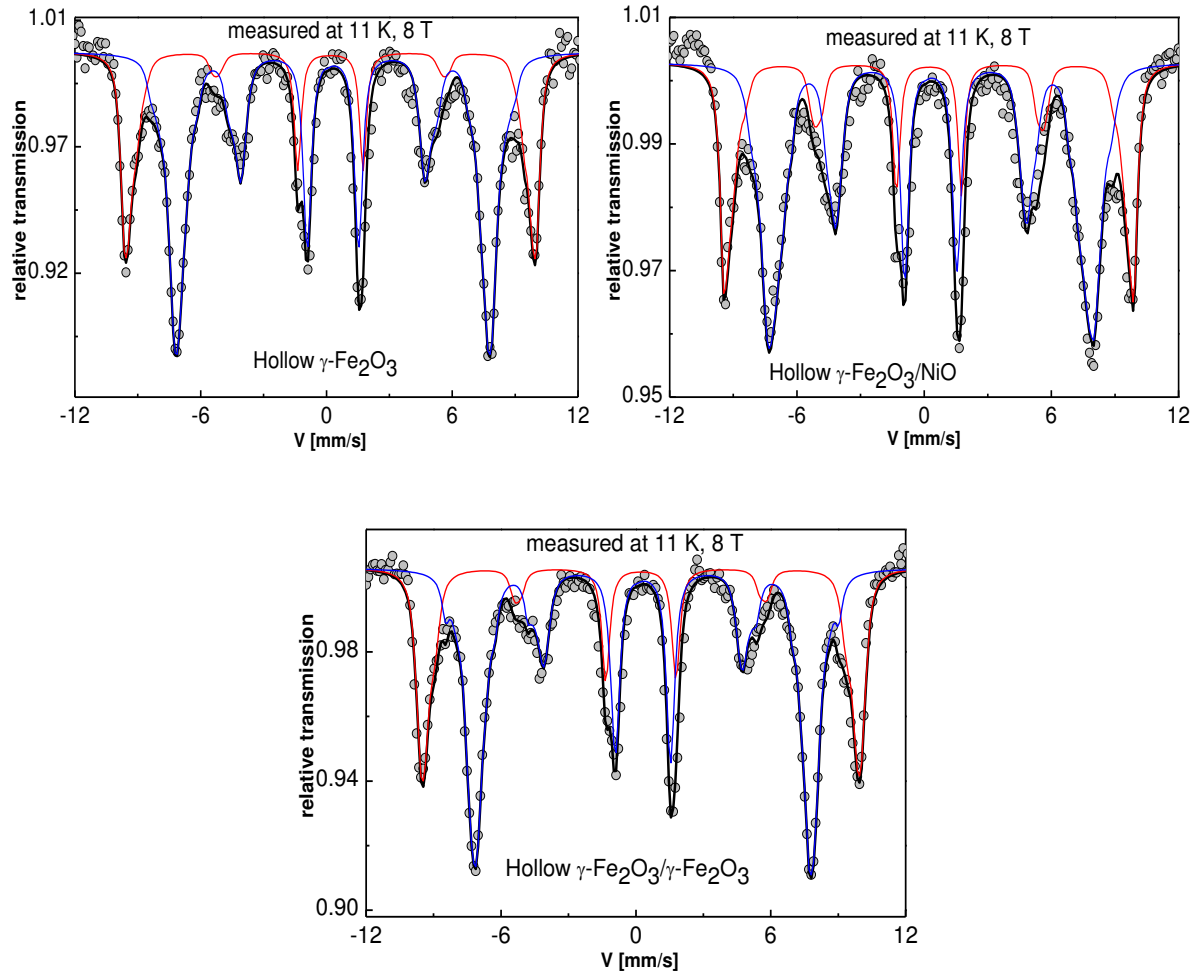 measured at 11 K, 8 T
1.01
0.97
0.92
relative transmission
Hollow γ-Fe2O3
-12 -6 0 6 12
V [mm/s]
measured at 11 K, 8 T
1.01
1.00
0.99
0.97
0.95
relative transmission
Hollow γ-Fe2O3/NiO
-12 -6 0 6 12
V [mm/s]
measured at 11 K, 8 T
0.98
0.94
0.90
relative transmission
Hollow γ-Fe2O3/γ-Fe2O3
-12 -6 0 6 12
V [mm/s]